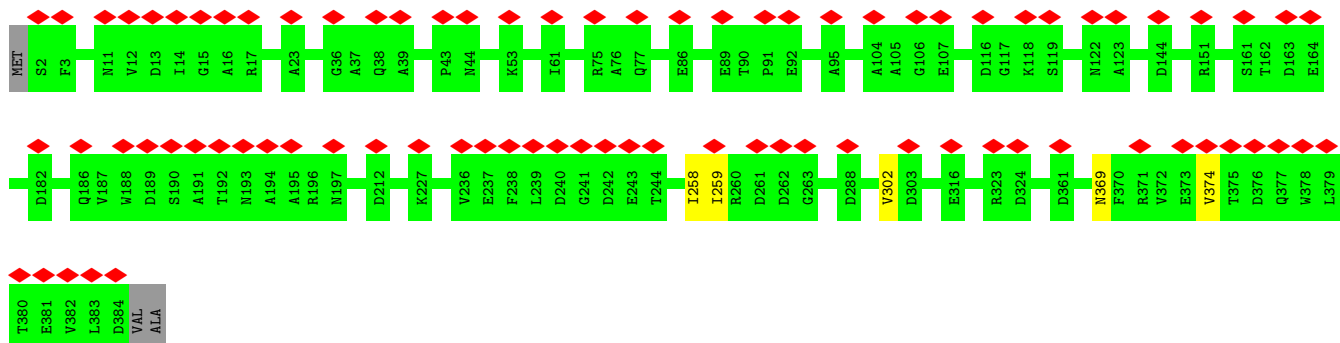 MET S2 F3 N11 V12 D13 I14 G15 A16 R17 A23 G36 A37 Q38 A39 P43 N44 K53 I61 R75 A76 Q77 E86 E89 T90 P91 E92 A95 A104 A105 G106 E107 D116 G117 K118 S119 N122 A123 D144 R151 S161 T162 D163 E164
D182 Q186 V187 W188 D189 S190 A191 T192 N193 A194 A195 R196 N197 D212 K227 V236 E237 F238 L239 D240 G241 D242 E243 T244 I258 I259 R260 D261 D262 G263 D288 V302 D303 E316 R323 D324 D361 N369 F370 R371 V372 E373 V374 T375 D376 Q377 W378 L379
T380 E381 V382 L383 D384 VAL ALA